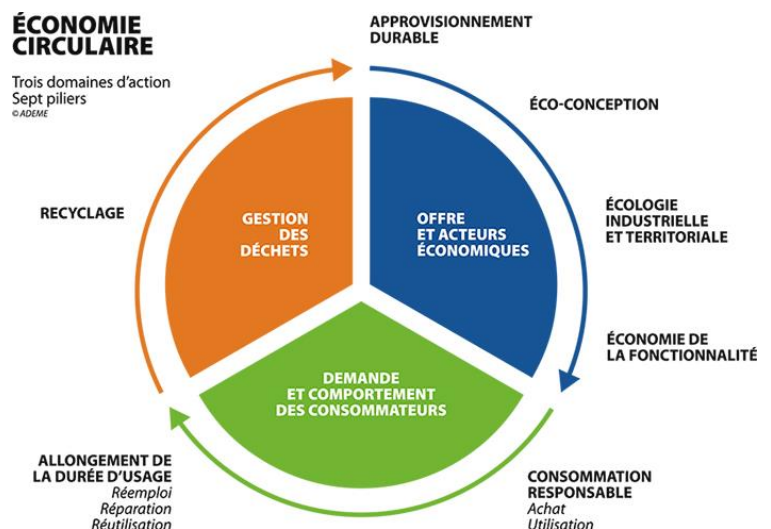 ÉCONOMIE
CIRCULAIRE
Trois domaines d'action
Sept piliers
© ADEME
APPROVISIONNEMENT
DURABLE
ÉCO-CONCEPTION
ÉCOLOGIE
INDUSTRIELLE
ET TERRITORIALE
ÉCONOMIE DE
LA FONCTIONNALITÉ
CONSOMMATION
RESPONSABLE
Achat
Utilisation
ALLONGEMENT DE
LA DURÉE D'USAGE
Réemploi
Réparation
Réutilisation
RECYCLAGE
GESTION
DES
DÉCHETS
OFFRE
ET ACTEURS
ÉCONOMIQUES
DEMANDE
ET COMPORTEMENT
DES CONSOMMATEURS